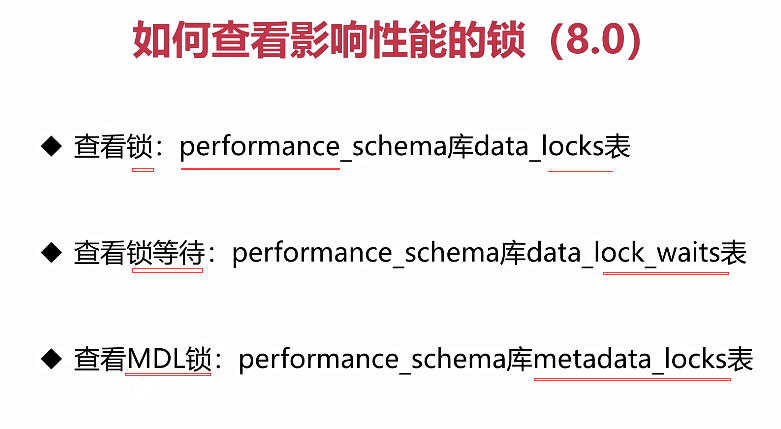 如何查看影响性能的锁（8.0）
◆ 查看锁：performance_schema库data_locks表
◆ 查看锁等待：performance_schema库data_lock_waits表
◆ 查看MDL锁：performance_schema库metadata_locks表